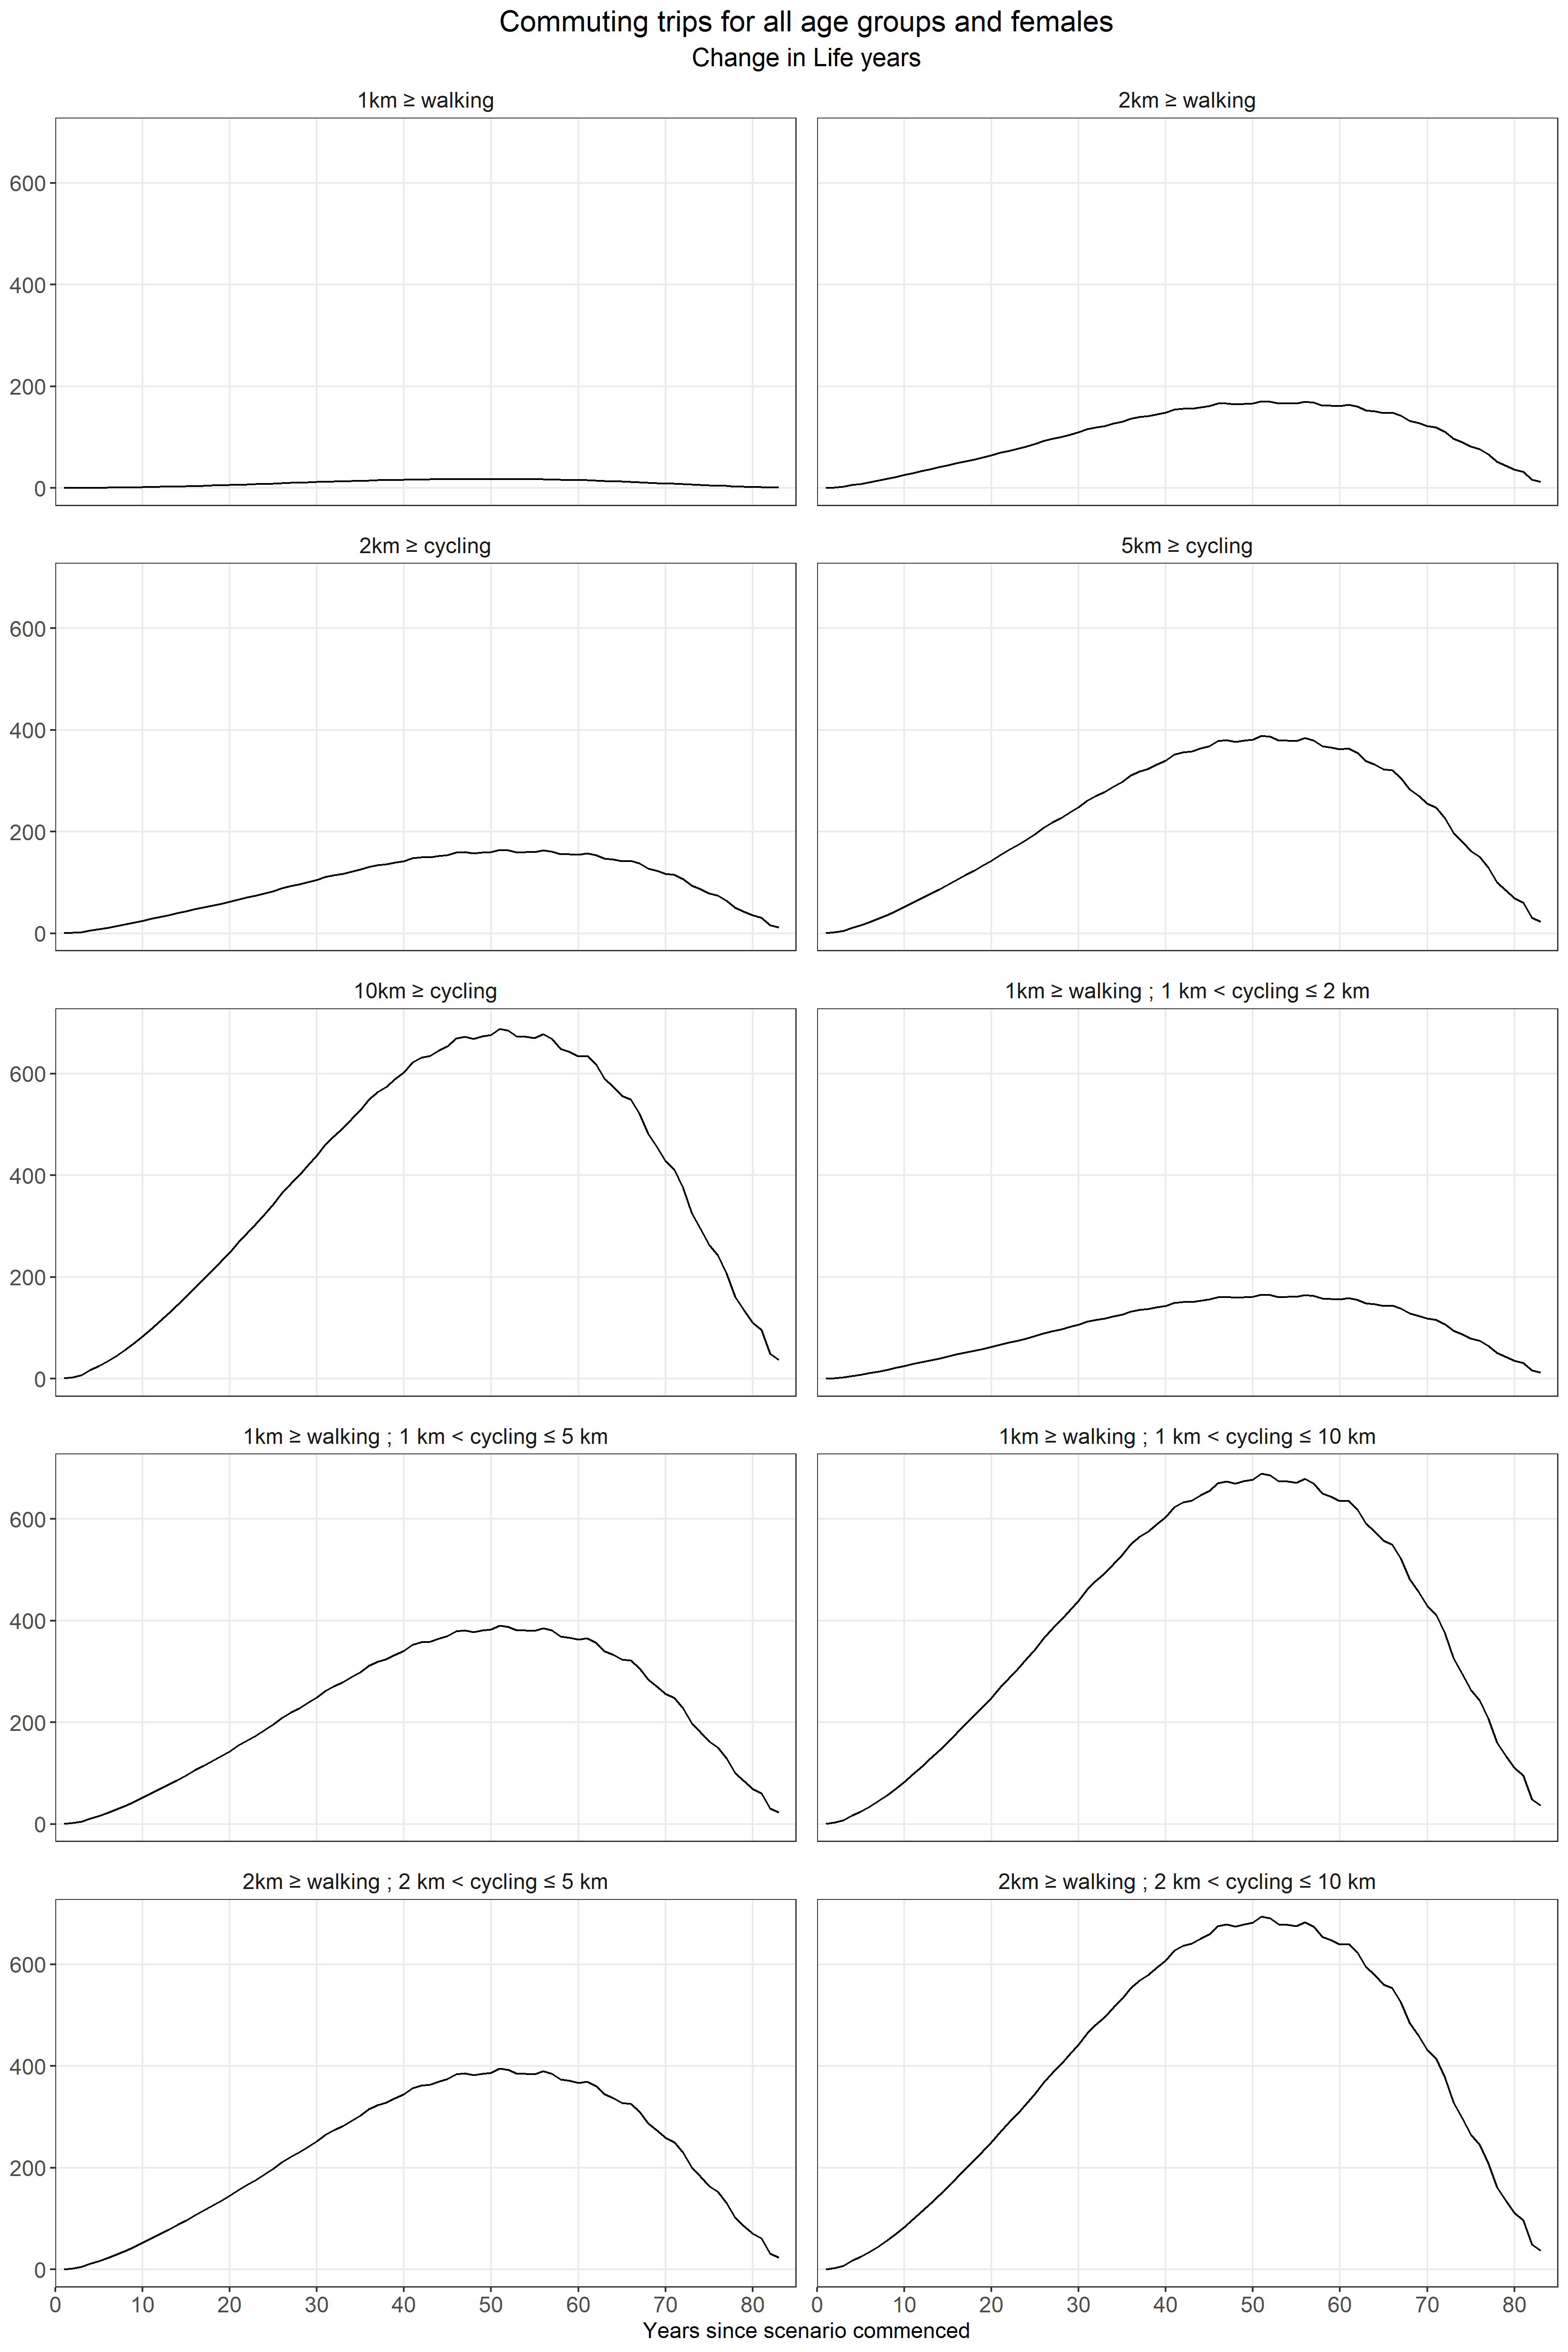 Commuting trips for all age groups and females
Change in Life years
1km ≥ walking
2km ≥ walking
600
400
200
0
2km ≥ cycling
5km ≥ cycling
600
400
200
0
10km ≥ cycling
1km ≥ walking ; 1 km < cycling ≤ 2 km
600
400
200
0
1km ≥ walking ; 1 km < cycling ≤ 5 km
1km ≥ walking ; 1 km < cycling ≤ 10 km
600
400
200
0
2km ≥ walking ; 2 km < cycling ≤ 5 km
2km ≥ walking ; 2 km < cycling ≤ 10 km
600
400
200
0
0 10 20 30 40 50 60 70 80
0 10 20 30 40 50 60 70 80
Years since scenario commenced